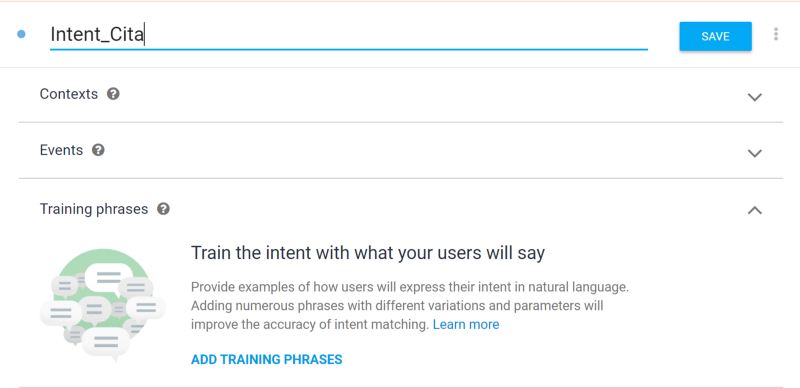 Intent_Cita
SAVE
Contexts
Events
Training phrases
Train the intent with what your users will say
Provide examples of how users will express their intent in natural language.
Adding numerous phrases with different variations and parameters will
improve the accuracy of intent matching. Learn more
ADD TRAINING PHRASES